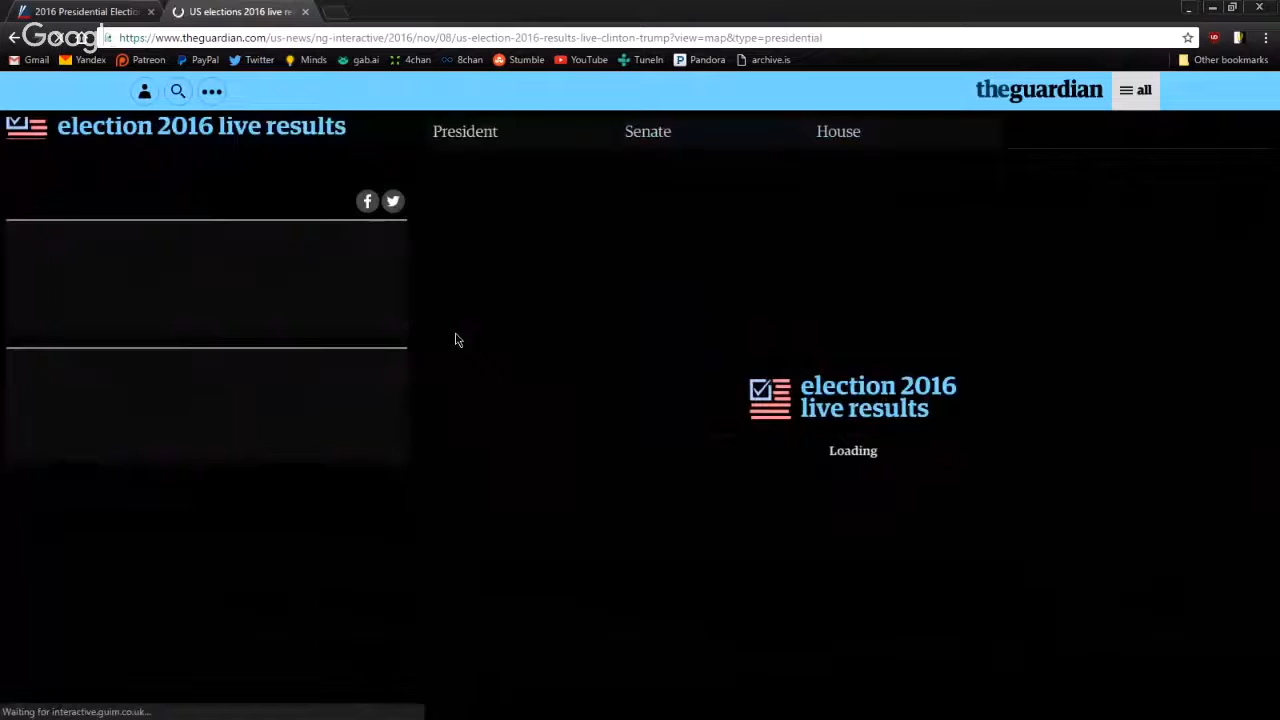 2016 Presidential Electio
US elections 2016 live re
Google
https://www.theguardian.com/us-news/ng-interactive/2016/nov/08/us-election-2016-results-live-clinton-trump?view=map&type=presidential
Gmail Yandex Patreon PayPal Twitter Minds gab.ai 4chan 8chan Stumble YouTube TuneIn Pandora archive.is Other bookmarks
theguardian all
election 2016 live results
President Senate House
election 2016
live results
Loading
Waiting for interactive.guim.co.uk...